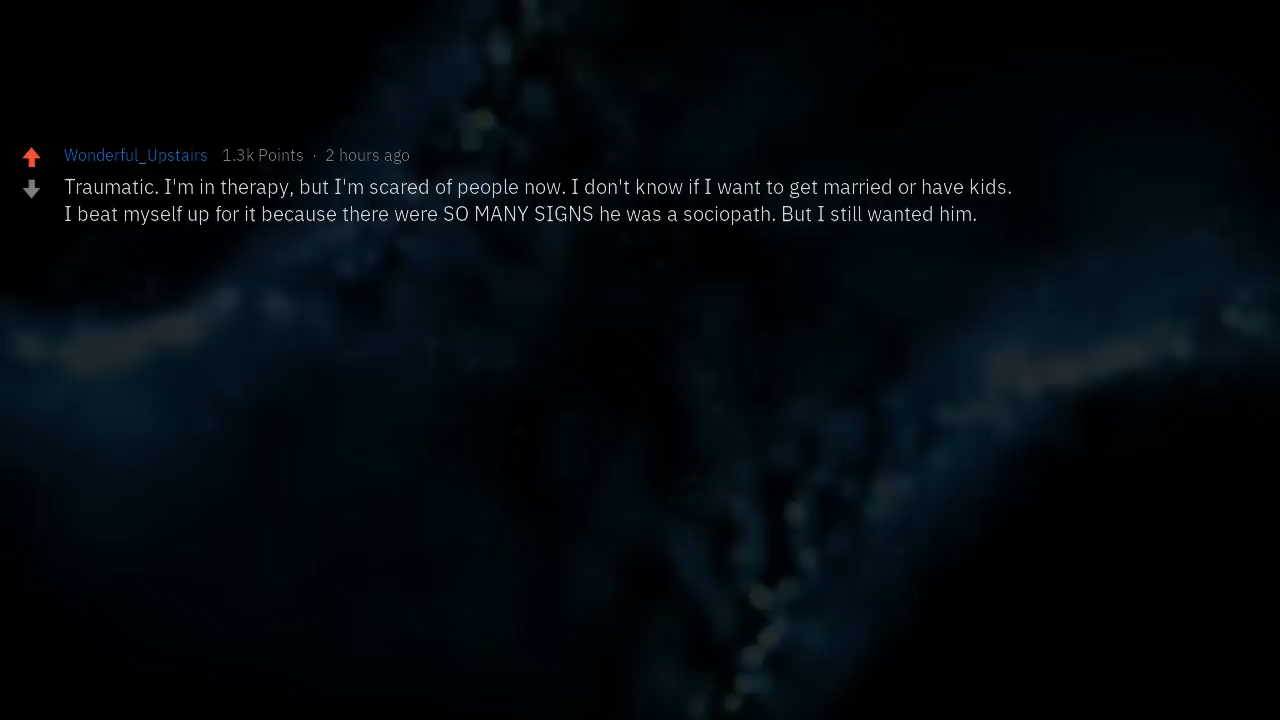 Wonderful_Upstairs 1.3k Points · 2 hours ago
Traumatic. I'm in therapy, but I'm scared of people now. I don't know if I want to get married or have kids.
I beat myself up for it because there were SO MANY SIGNS he was a sociopath. But I still wanted him.